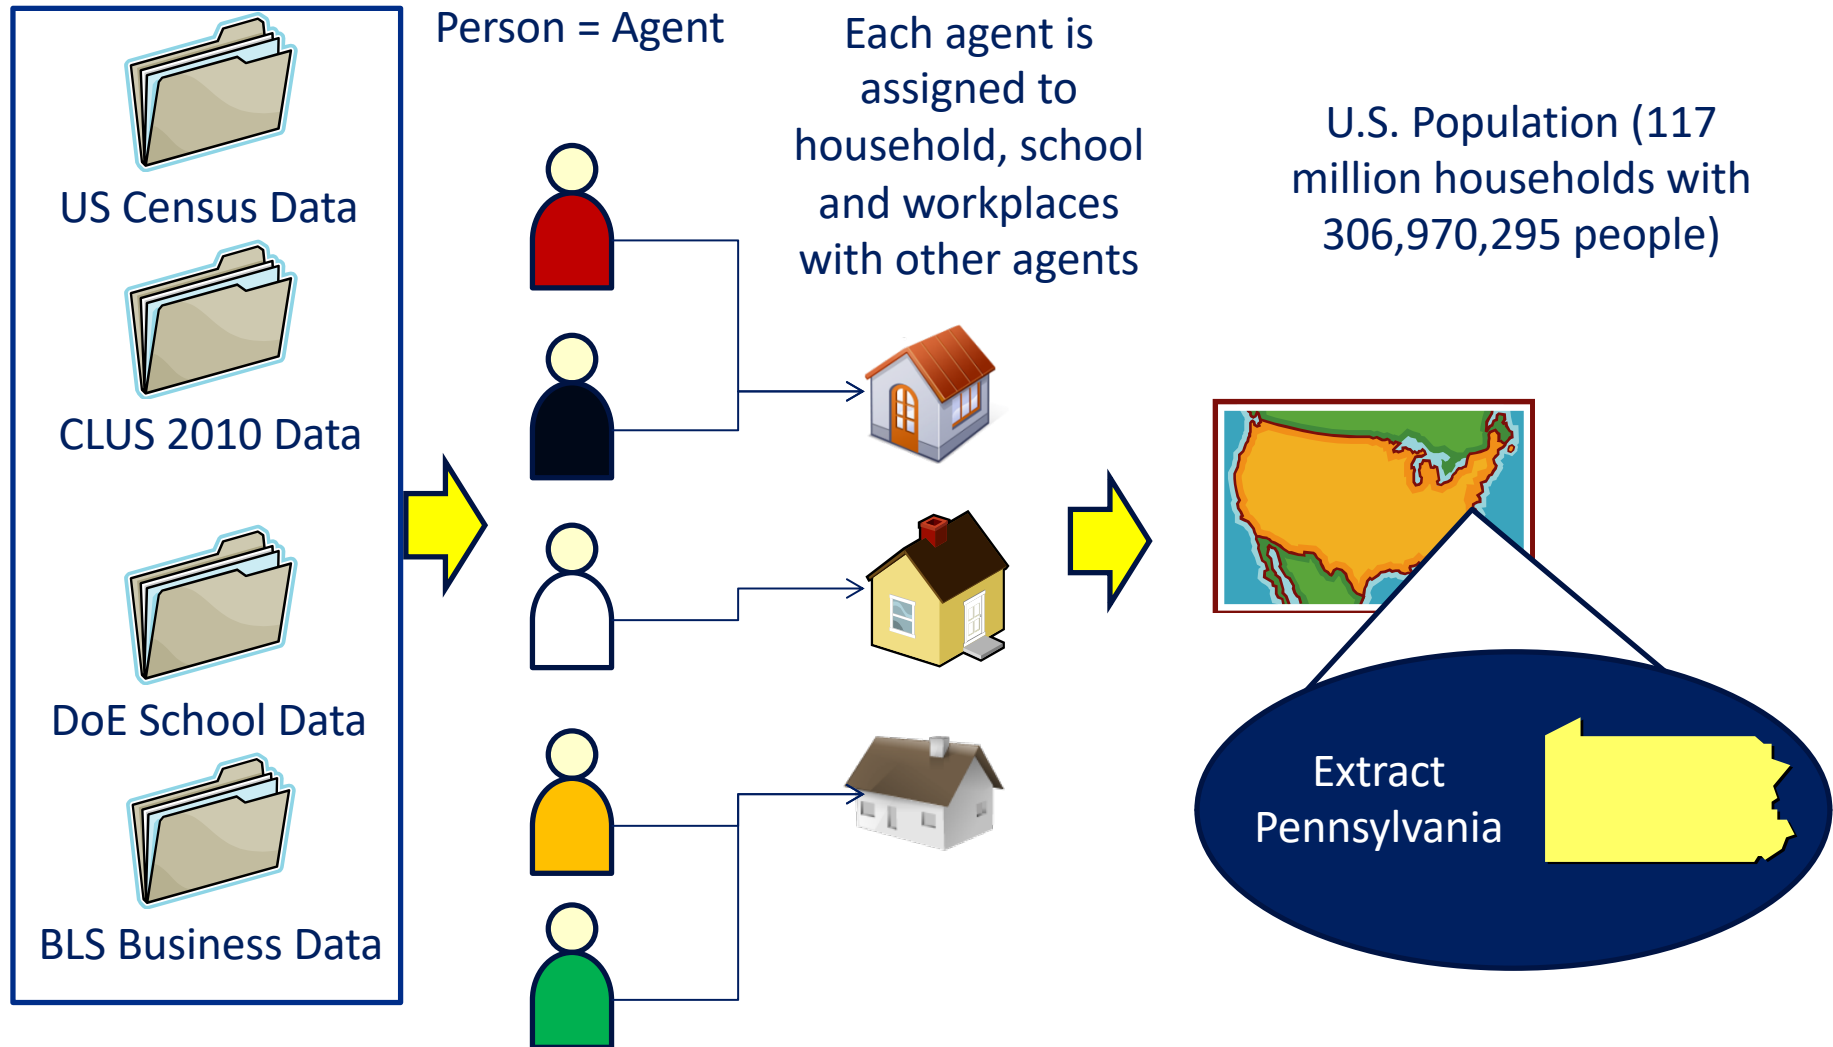 US Census Data
CLUS 2010 Data
DoE School Data
BLS Business Data
Person = Agent
Each agent is
assigned to
household, school
and workplaces
with other agents
U.S. Population (117
million households with
306,970,295 people)
Extract
Pennsylvania